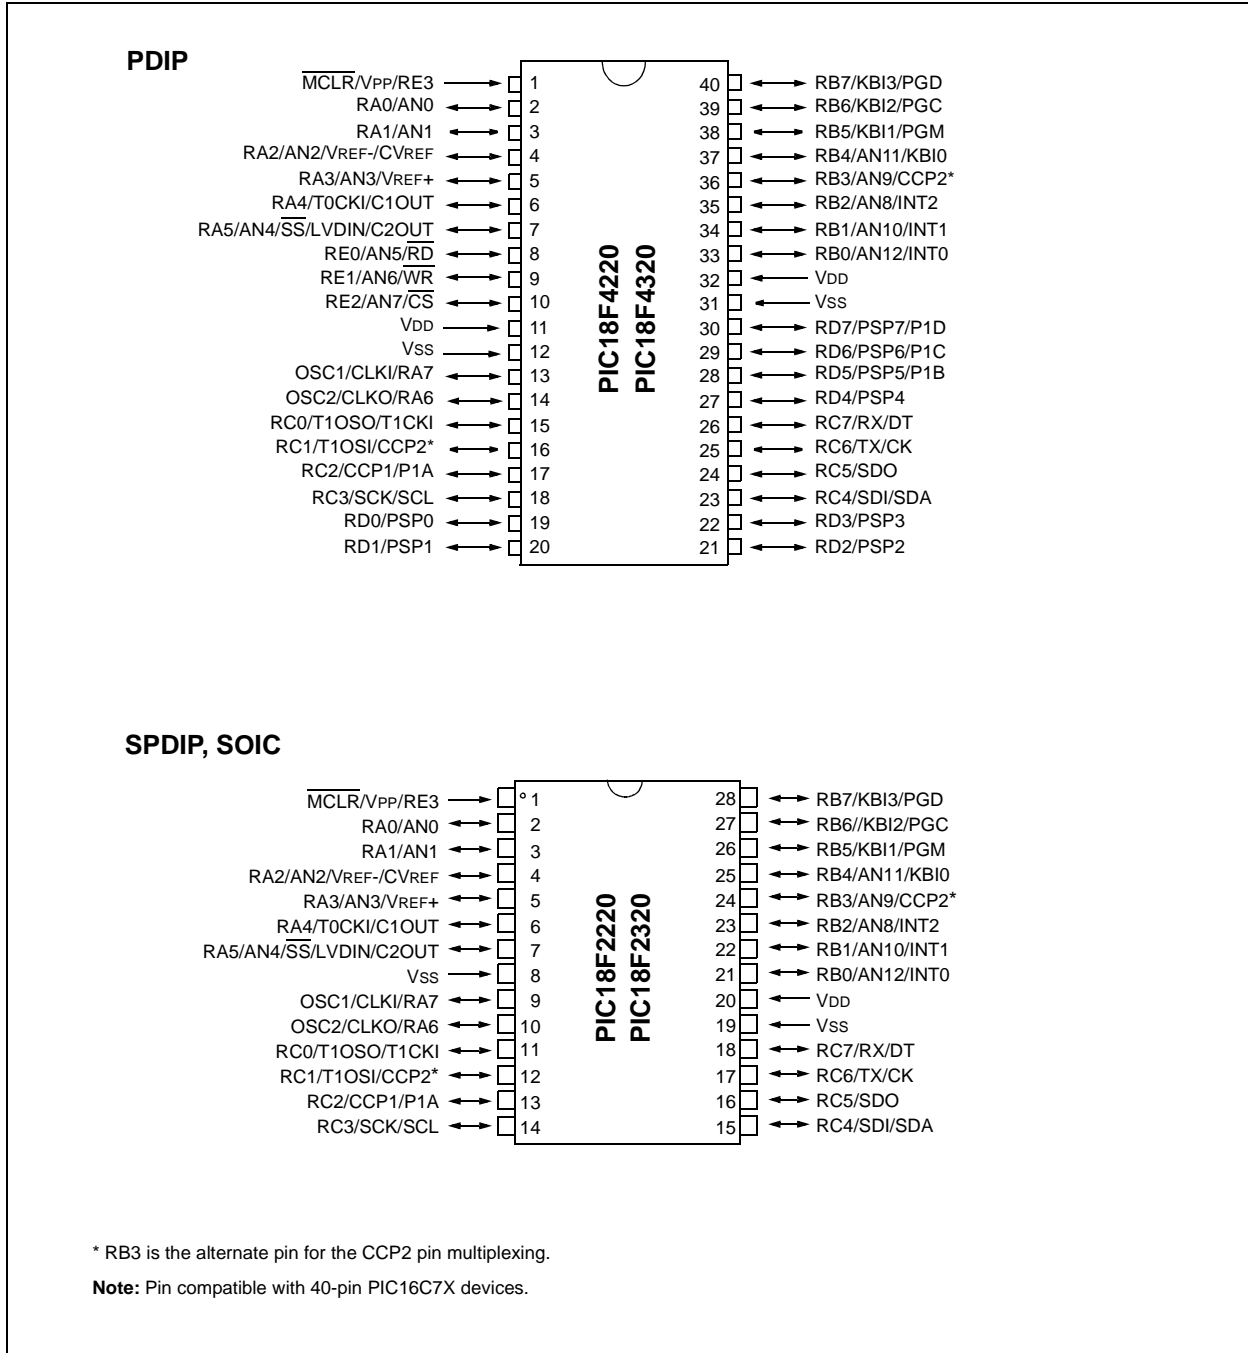 PDIP
MCLR/VPP/RE3 1 40 RB7/KBI3/PGD
RA0/AN0 2 39 RB6/KBI2/PGC
RA1/AN1 3 38 RB5/KBI1/PGM
RA2/AN2/VREF-/CVREF 4 37 RB4/AN11/KBI0
RA3/AN3/VREF+ 5 36 RB3/AN9/CCP2*
RA4/T0CKI/C1OUT 6 35 RB2/AN8/INT2
RA5/AN4/SS/LVDIN/C2OUT 7 34 RB1/AN10/INT1
RE0/AN5/RD 8 33 RB0/AN12/INT0
RE1/AN6/WR 9 32 VDD
RE2/AN7/CS 10 31 VSS
VDD 11 30 RD7/PSP7/P1D
VSS 12 29 RD6/PSP6/P1C
OSC1/CLKI/RA7 13 28 RD5/PSP5/P1B
OSC2/CLKO/RA6 14 27 RD4/PSP4
RC0/T1OSO/T1CKI 15 26 RC7/RX/DT
RC1/T1OSI/CCP2* 16 25 RC6/TX/CK
RC2/CCP1/P1A 17 24 RC5/SDO
RC3/SCK/SCL 18 23 RC4/SDI/SDA
RD0/PSP0 19 22 RD3/PSP3
RD1/PSP1 20 21 RD2/PSP2
PIC18F4220
PIC18F4320
SPDIP, SOIC
MCLR/VPP/RE3 1 28 RB7/KBI3/PGD
RA0/AN0 2 27 RB6//KBI2/PGC
RA1/AN1 3 26 RB5/KBI1/PGM
RA2/AN2/VREF-/CVREF 4 25 RB4/AN11/KBI0
RA3/AN3/VREF+ 5 24 RB3/AN9/CCP2*
RA4/T0CKI/C1OUT 6 23 RB2/AN8/INT2
RA5/AN4/SS/LVDIN/C2OUT 7 22 RB1/AN10/INT1
VSS 8 21 RB0/AN12/INT0
OSC1/CLKI/RA7 9 20 VDD
OSC2/CLKO/RA6 10 19 VSS
RC0/T1OSO/T1CKI 11 18 RC7/RX/DT
RC1/T1OSI/CCP2* 12 17 RC6/TX/CK
RC2/CCP1/P1A 13 16 RC5/SDO
RC3/SCK/SCL 14 15 RC4/SDI/SDA
PIC18F2220
PIC18F2320
* RB3 is the alternate pin for the CCP2 pin multiplexing.
Note: Pin compatible with 40-pin PIC16C7X devices.